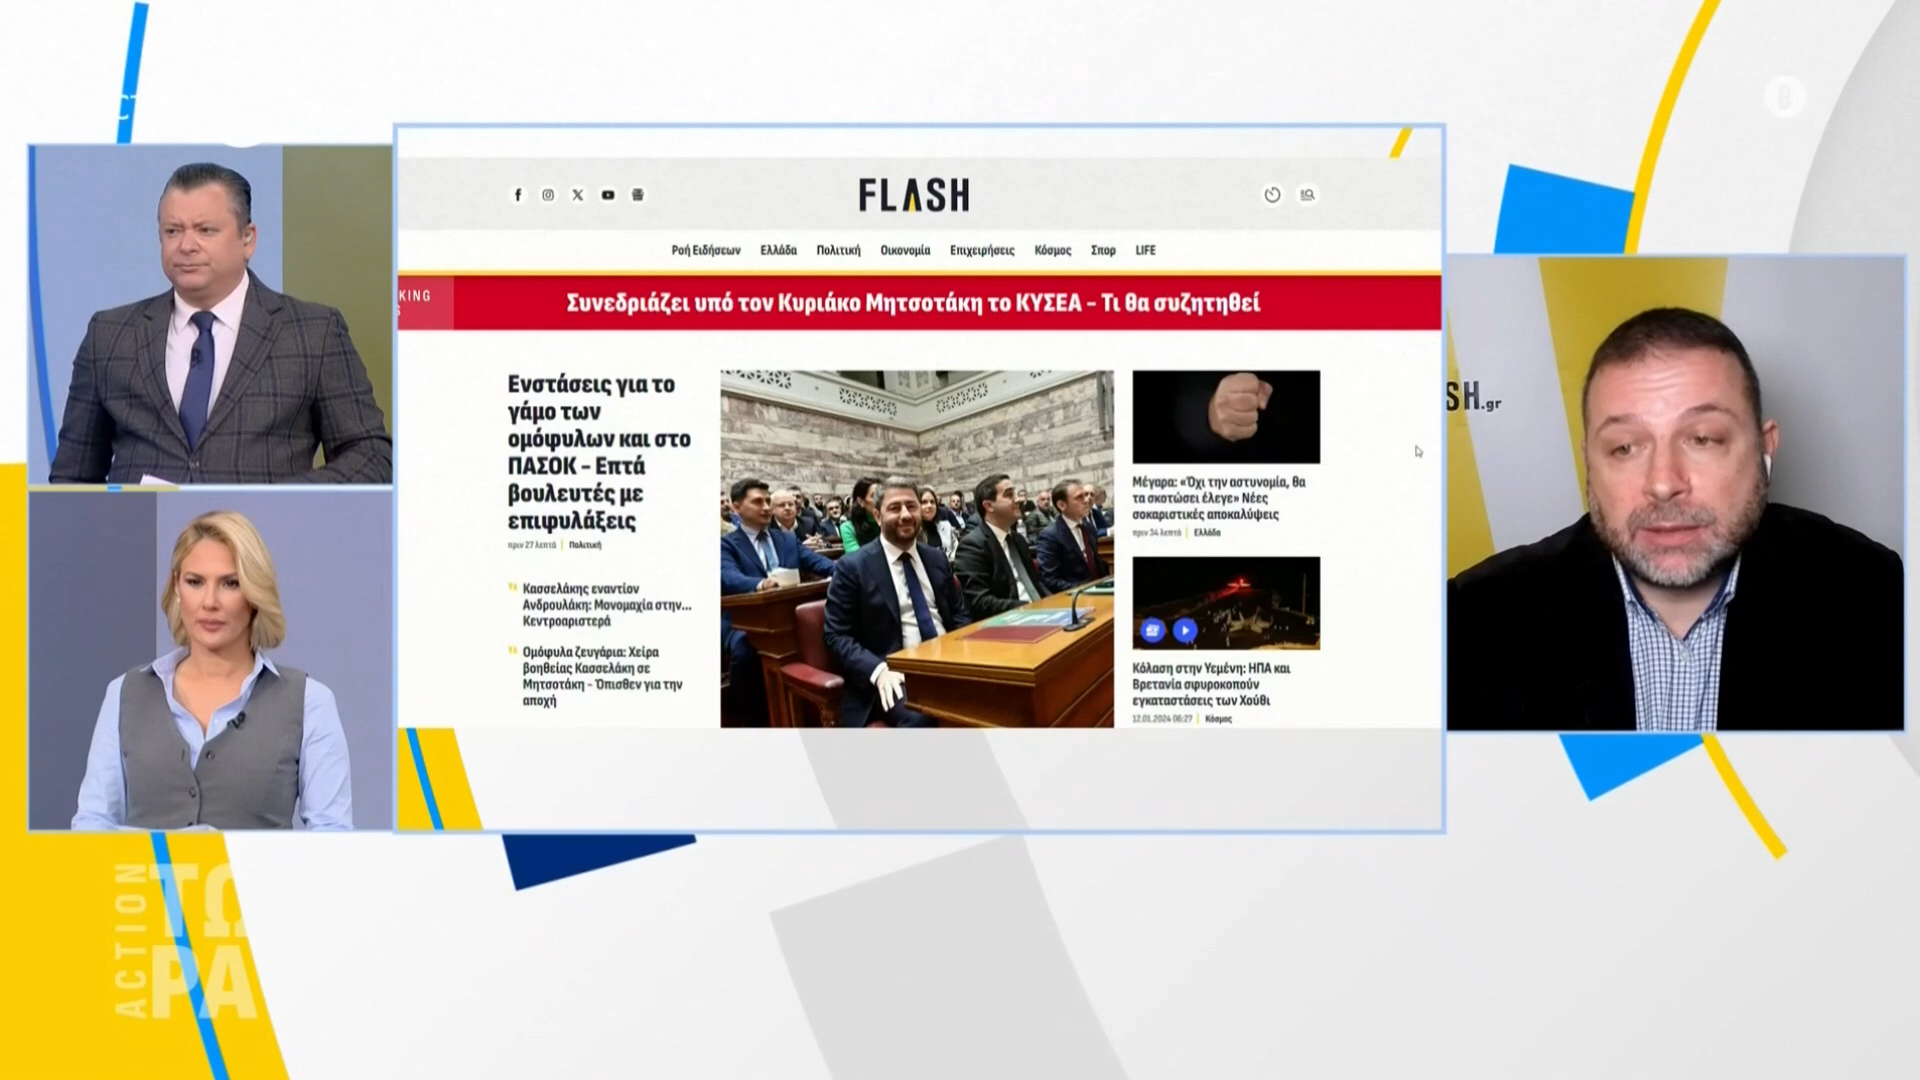 FLASH
Ροή Ειδήσεων Ελλάδα Πολιτική Οικονομία Επιχειρήσεις Κόσμος Σπορ LIFE
KING
S
Συνεδριάζει υπό τον Κυριάκο Μητσοτάκη το ΚΥΣΕΑ – Τι θα συζητηθεί
Ενστάσεις για το
γάμο των
ομόφυλων και στο
ΠΑΣΟΚ – Επτά
βουλευτές με
επιφυλάξεις
πριν 27 λεπτά | Πολιτική
Κασσελάκης εναντίον
Ανδρουλάκη: Μονομαχία στην...
Κεντροαριστερά
Ομόφυλα ζευγάρια: Χείρα
βοηθείας Κασσελάκη σε
Μητσοτάκη – Όπισθεν για την
αποχή
Μέγαρα: «Όχι την αστυνομία, θα
τα σκοτώσει έλεγε» Νέες
σοκαριστικές αποκαλύψεις
πριν 34 λεπτά | Ελλάδα
Κόλαση στην Υεμένη: ΗΠΑ και
Βρετανία σφυροκοπούν
εγκαταστάσεις των Χούθι
12.01.2024 06:27 | Κόσμος
SH.gr
ACTION
ΤΩ
ΡΑ